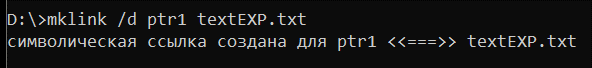 D:\>mklink /d ptr1 textEXP.txt
символическая ссылка создана для ptr1 <<===>> textEXP.txt